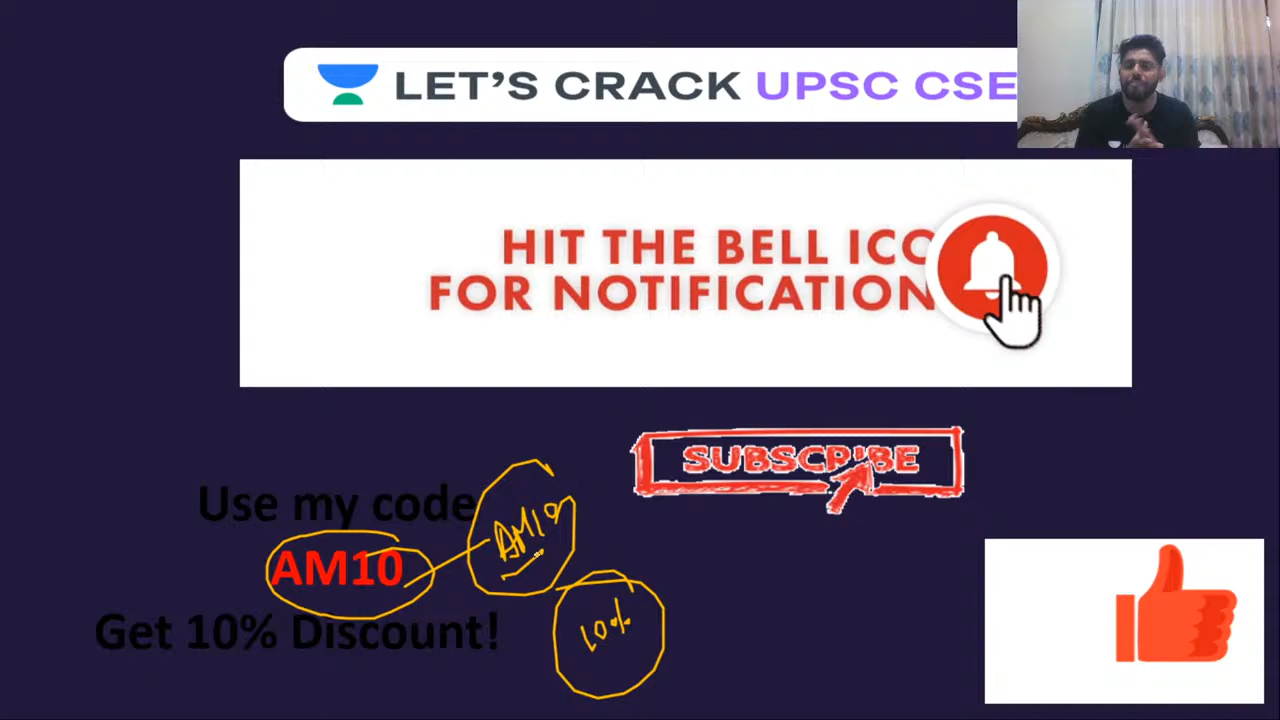 LET'S CRACK UPSC CSE
HIT THE BELL ICO
FOR NOTIFICATION
SUBSCRIBE
Use my code
AM10
AM10
Get 10% Discount!
10%